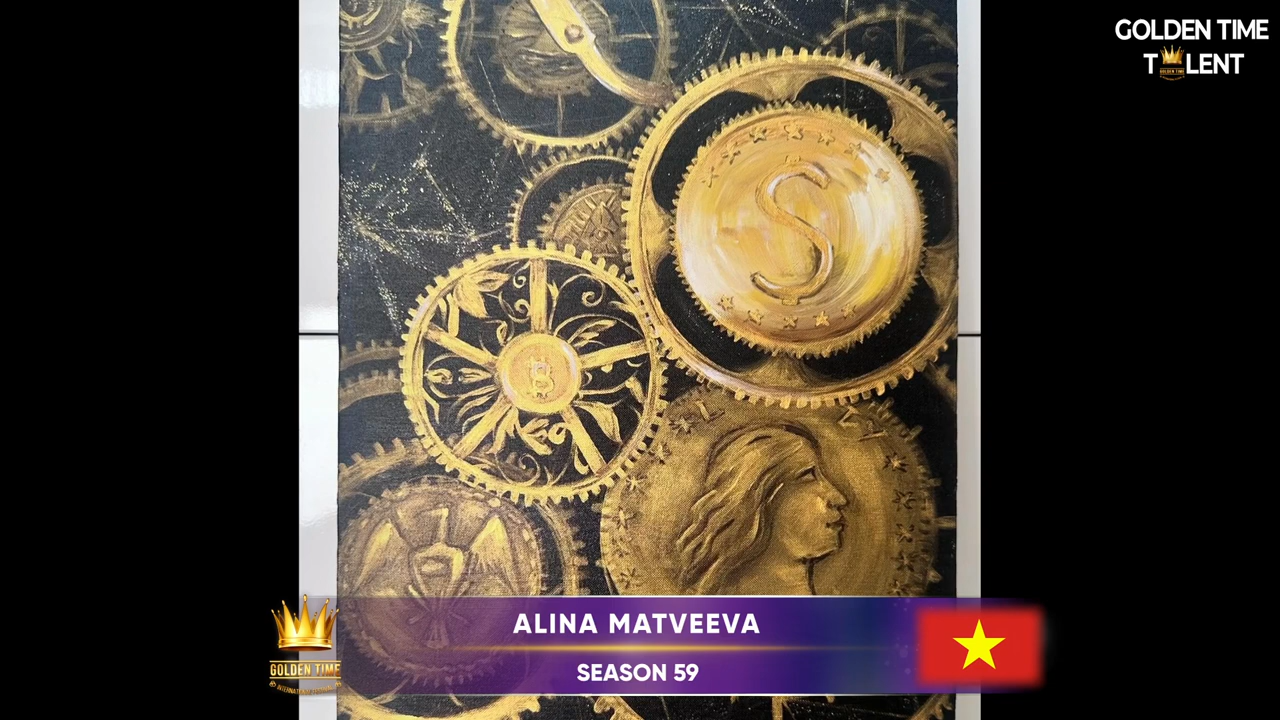 GOLDEN TIME
TALENT
S
B
ALINA MATVEEVA
SEASON 59
GOLDEN TIME